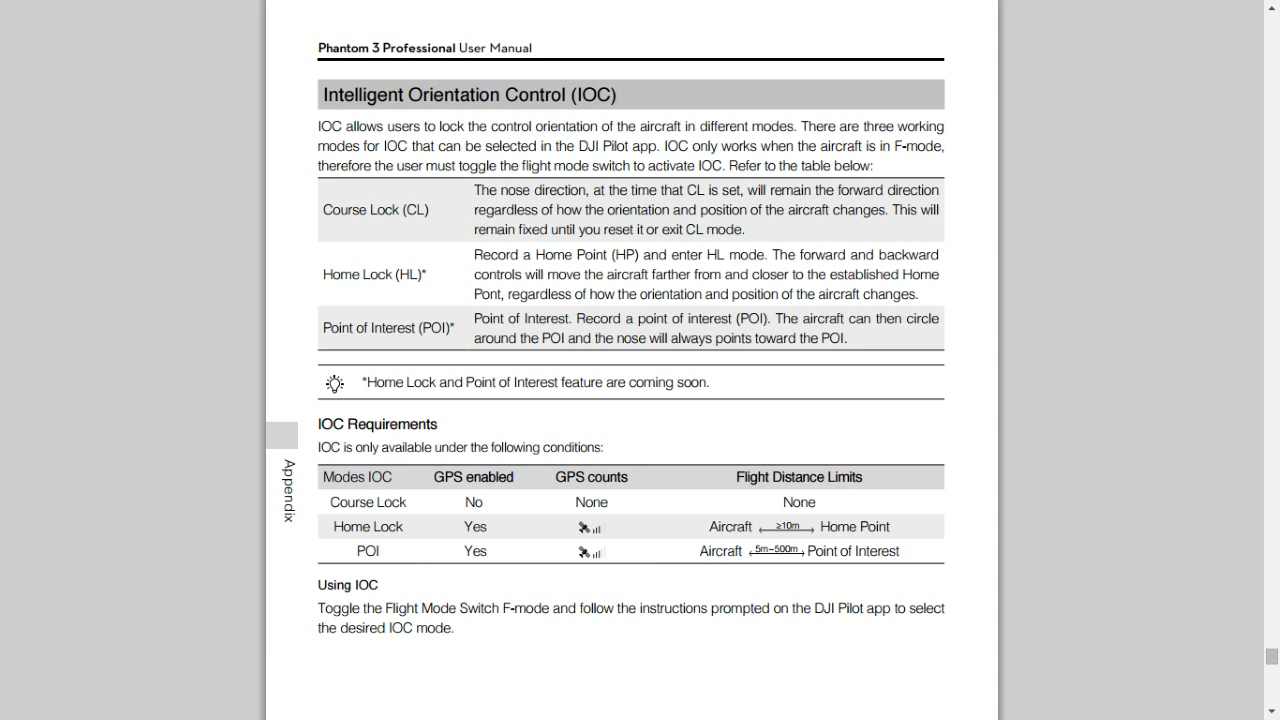 Phantom 3 Professional User Manual
Intelligent Orientation Control (IOC)
IOC allows users to lock the control orientation of the aircraft in different modes. There are three working
modes for IOC that can be selected in the DJI Pilot app. IOC only works when the aircraft is in F-mode,
therefore the user must toggle the flight mode switch to activate IOC. Refer to the table below:
Course Lock (CL)
The nose direction, at the time that CL is set, will remain the forward direction
regardless of how the orientation and position of the aircraft changes. This will
remain fixed until you reset it or exit CL mode.
Home Lock (HL)*
Record a Home Point (HP) and enter HL mode. The forward and backward
controls will move the aircraft farther from and closer to the established Home
Pont, regardless of how the orientation and position of the aircraft changes.
Point of Interest (POI)*
Point of Interest. Record a point of interest (POI). The aircraft can then circle
around the POI and the nose will always points toward the POI.
*Home Lock and Point of Interest feature are coming soon.
IOC Requirements
IOC is only available under the following conditions:
Modes IOC GPS enabled GPS counts Flight Distance Limits
Course Lock No None None
Home Lock Yes Aircraft ≥10m Home Point
POI Yes Aircraft 5m~500m Point of Interest
Using IOC
Toggle the Flight Mode Switch F-mode and follow the instructions prompted on the DJI Pilot app to select
the desired IOC mode.
Appendix